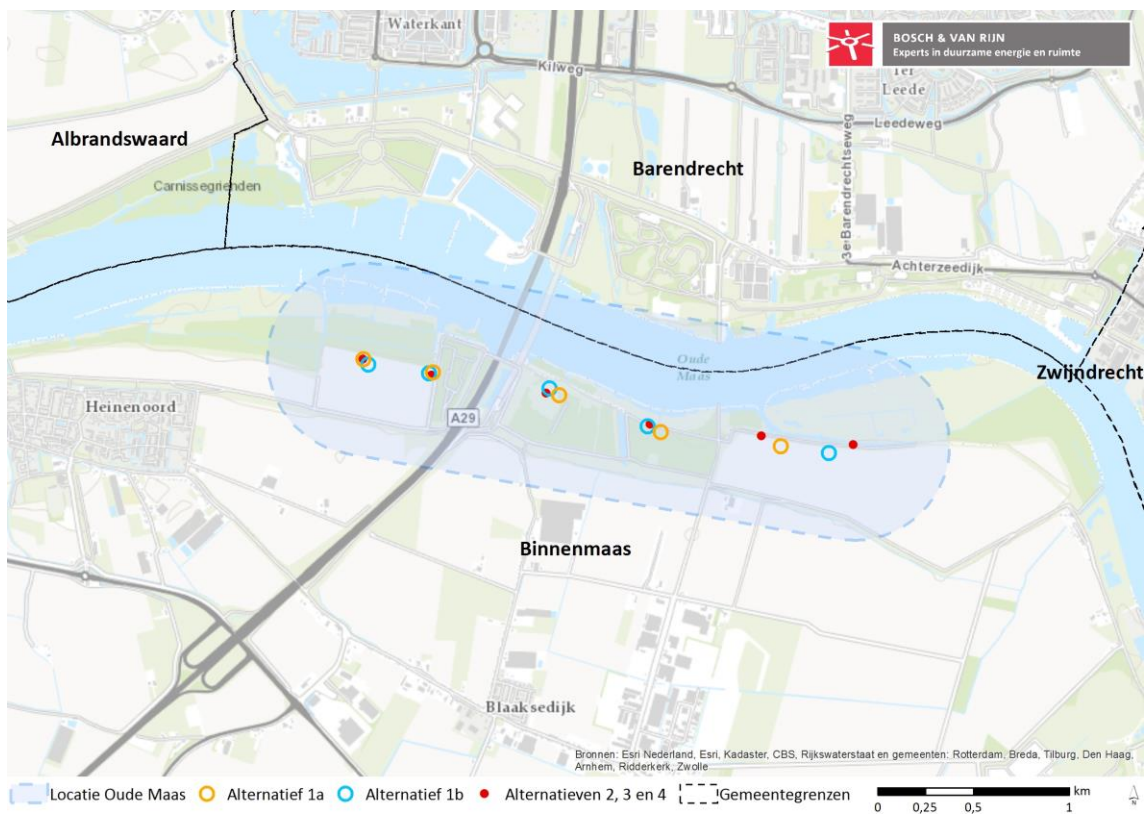 Waterkant
BOSCH & VAN RIJN
Experts in duurzame energie en ruimte
Kilweg
Ter
Leede
Leedeweg
Albrandswaard
Barendrecht
Carnissegrienden
3e Barendrechtseweg
Achterzeedijk
Oude
Maas
Zwijndrecht
Heinenoord
A29
Binnenmaas
Blaaksedijk
Bronnen: Esri Nederland, Esri, Kadaster, CBS, Rijkswaterstaat en gemeenten: Rotterdam, Breda, Tilburg, Den Haag,
Arnhem, Ridderkerk, Zwolle
Locatie Oude Maas Alternatief 1a Alternatief 1b Alternatieven 2, 3 en 4 Gemeentegrenzen
km
0 0,25 0,5 1